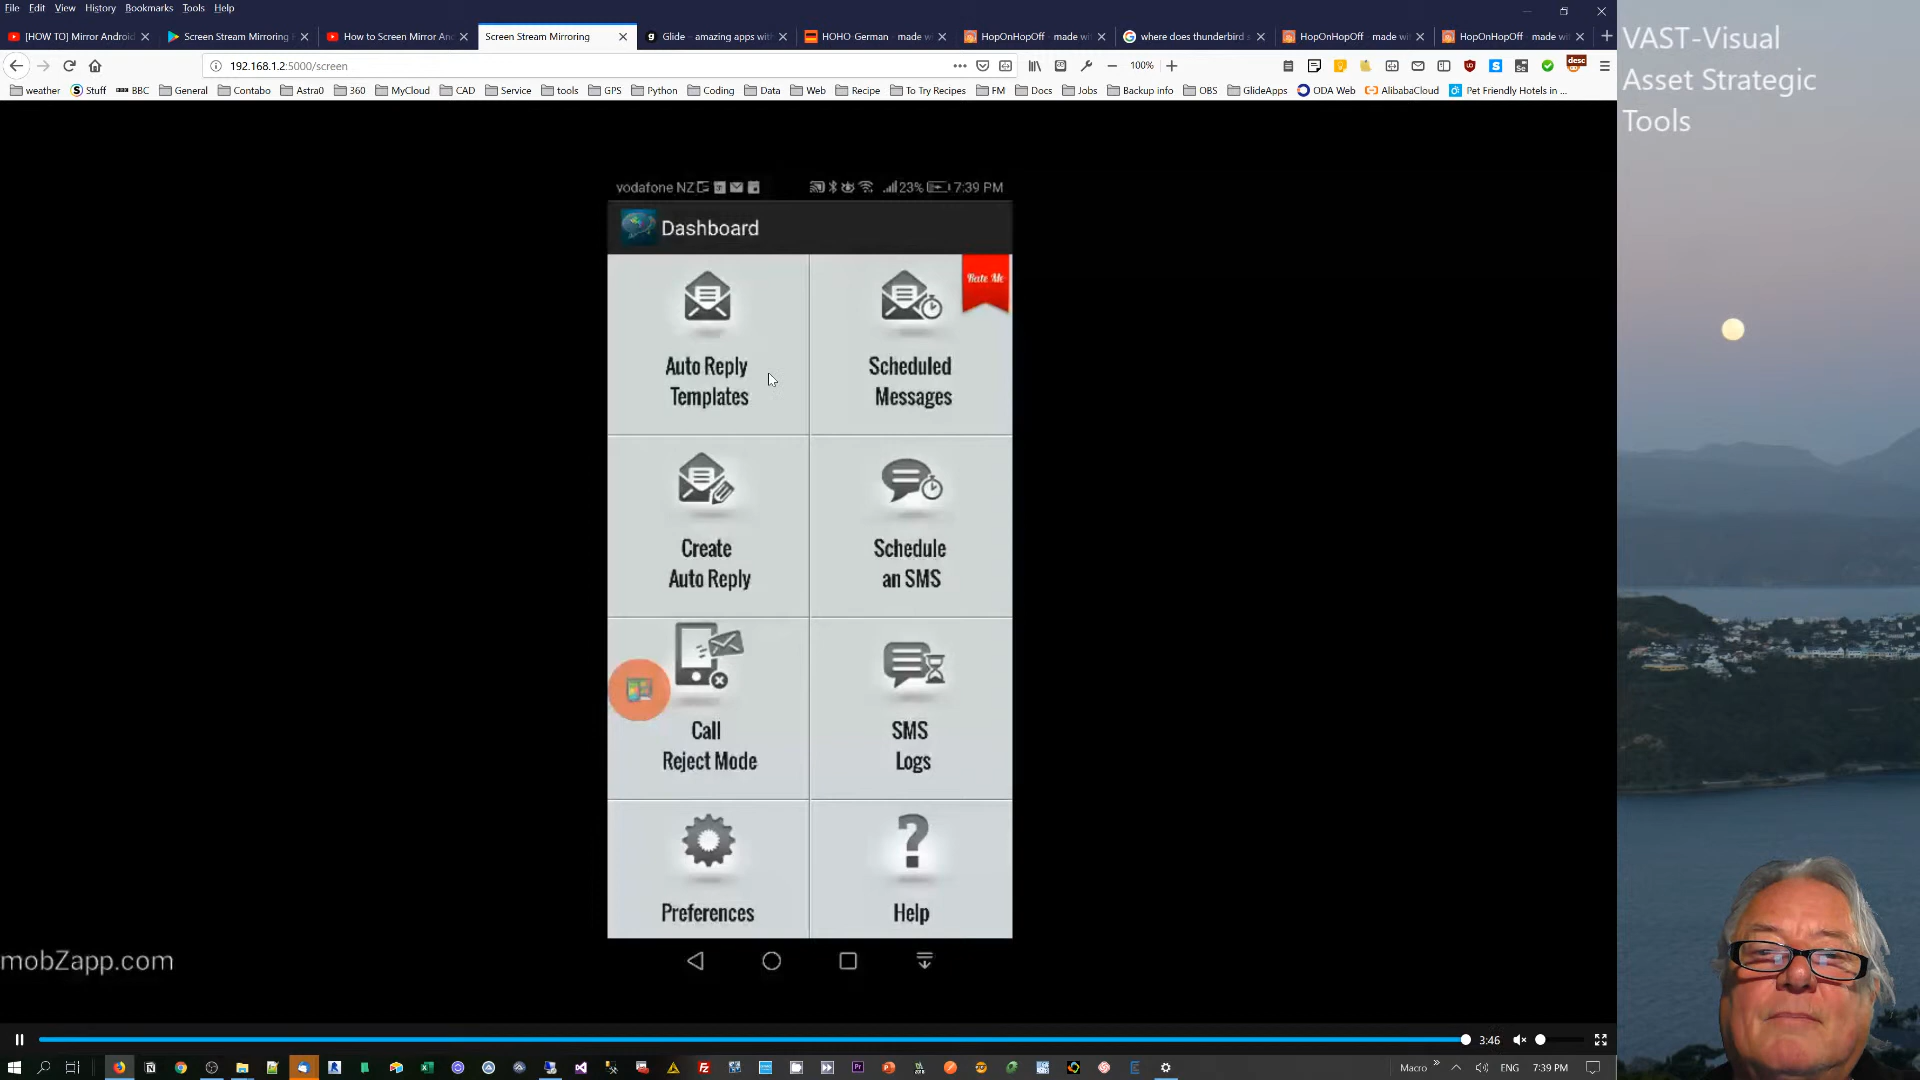 File Edit View History Bookmarks Tools Help
[HOW TO] Mirror Android
Screen Stream Mirroring
How to Screen Mirror And
Screen Stream Mirroring
Glide – amazing apps with
HOHO German - made w
HopOnHopOff - made wi
where does thunderbird s
HopOnHopOff - made wi
HopOnHopOff - made wi
192.168.1.2:5000/screen
100%
desc
weather Stuff BBC General Contabo Astra0 360 MyCloud CAD Service tools GPS Python Coding Data Web Recipe To Try Recipes FM Docs Jobs Backup info OBS GlideApps ODA Web AlibabaCloud Pet Friendly Hotels in ...
VAST-Visual
Asset Strategic
Tools
vodafone NZ 23% 7:39 PM
Dashboard
Rate Me
Auto Reply
Templates
Scheduled
Messages
Create
Auto Reply
Schedule
an SMS
Call
Reject Mode
SMS
Logs
Preferences
Help
mobZapp.com
3:46
Macro » ENG 7:39 PM